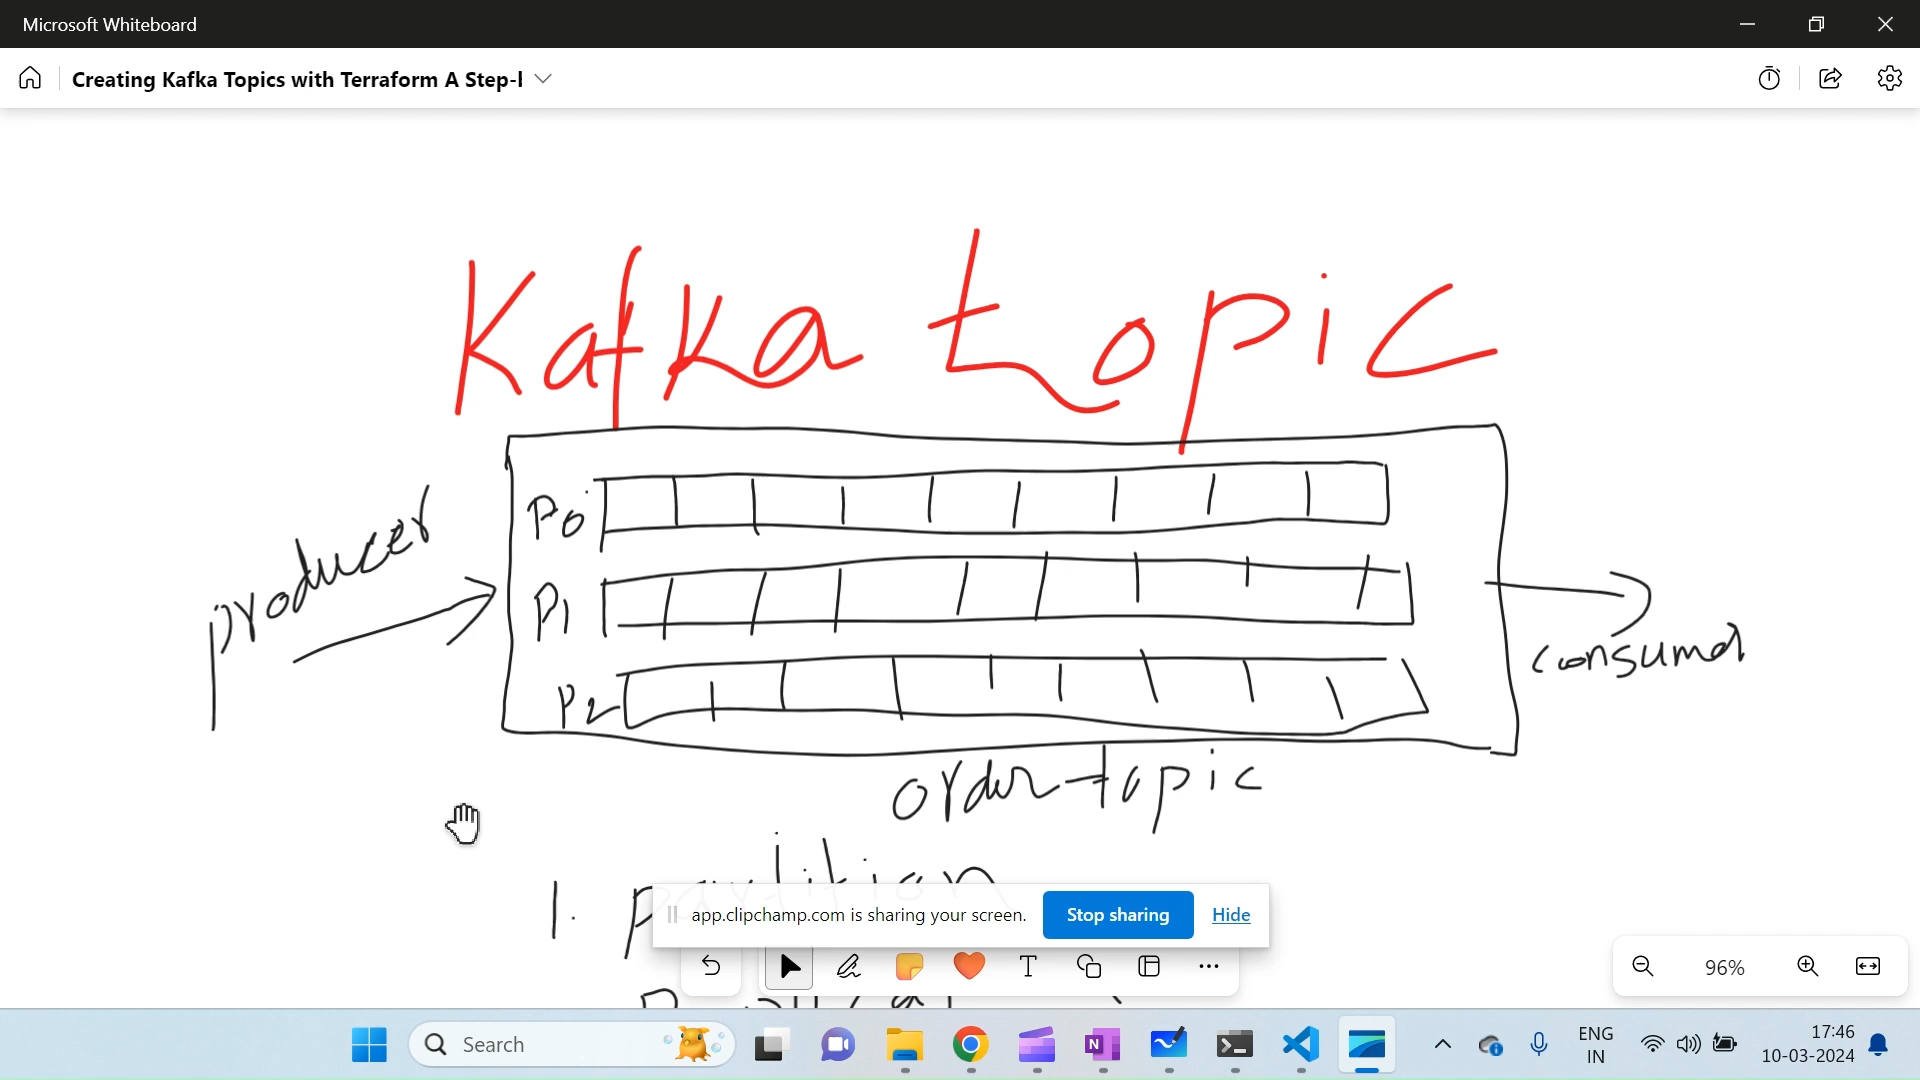 Microsoft Whiteboard
Creating Kafka Topics with Terraform A Step-
Kafka topic
producer
P0
P1
P2
order-topic
1. partition
app.clipchamp.com is sharing your screen.
Stop sharing
Hide
96%
Search
ENG
IN
17:46
10-03-2024